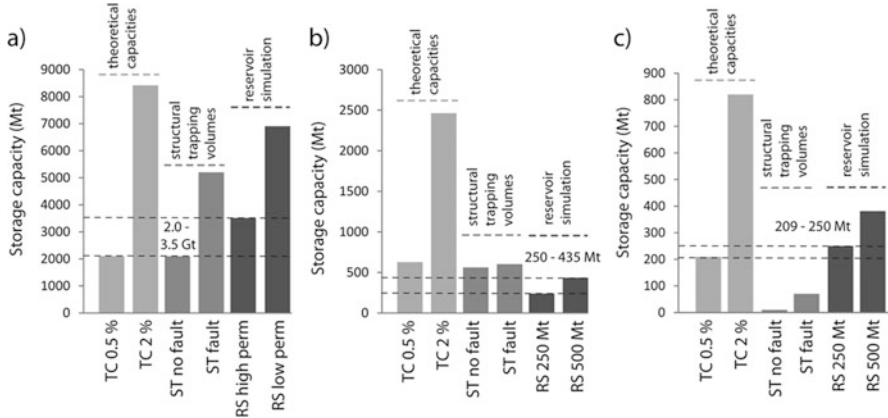 a)
theoretical
capacities
structural
trapping
volumes
reservoir
simulation
Storage capacity (Mt)
9000
8000
7000
6000
5000
4000
3000
2000
1000
0
2.0 -
3.5 Gt
TC 0.5 %
TC 2 %
ST no fault
ST fault
RS high perm
RS low perm
b)
theoretical
capacities
structural
trapping
volumes
reservoir
simulation
Storage capacity (Mt)
3000
2500
2000
1500
1000
500
0
250 - 435 Mt
TC 0.5 %
TC 2 %
ST no fault
ST fault
RS 250 Mt
RS 500 Mt
c)
theoretical
capacities
structural
trapping
volumes
reservoir
simulation
Storage capacity (Mt)
900
800
700
600
500
400
300
200
100
0
209 - 250 Mt
TC 0.5 %
TC 2 %
ST no fault
ST fault
RS 250 Mt
RS 500 Mt